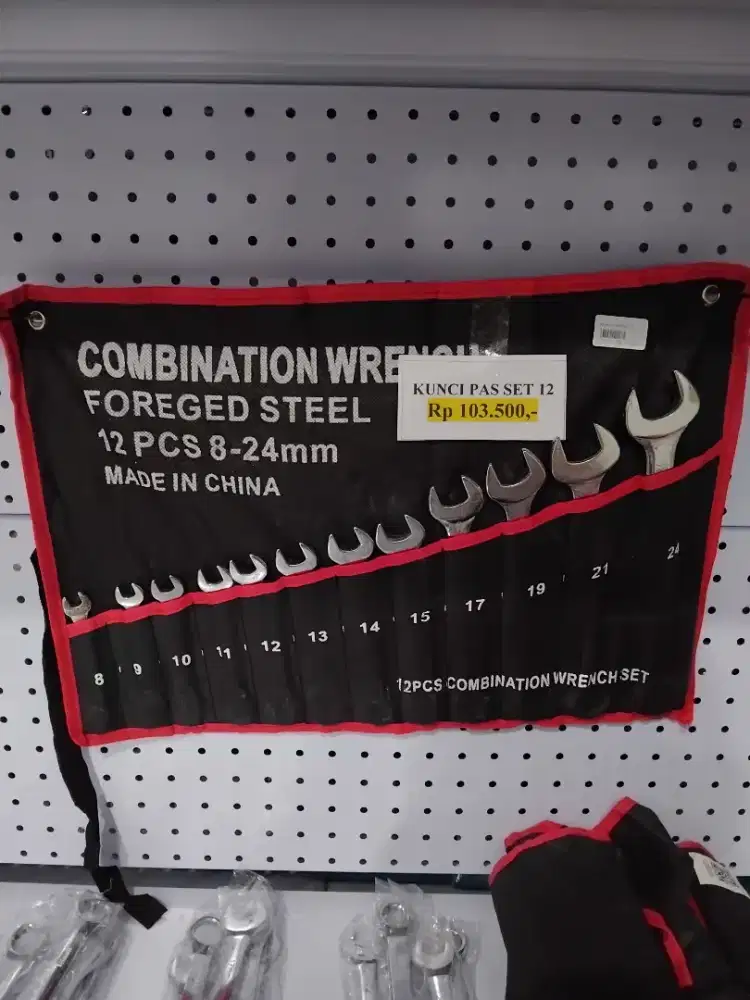 COMBINATION WRENCH
FOREGED STEEL
12 PCS 8-24mm
MADE IN CHINA
KUNCI PAS SET 12
Rp 103.500,-
8 9 10 11 12 13 14 15 17 19 21 24
12PCS COMBINATION WRENCH SET